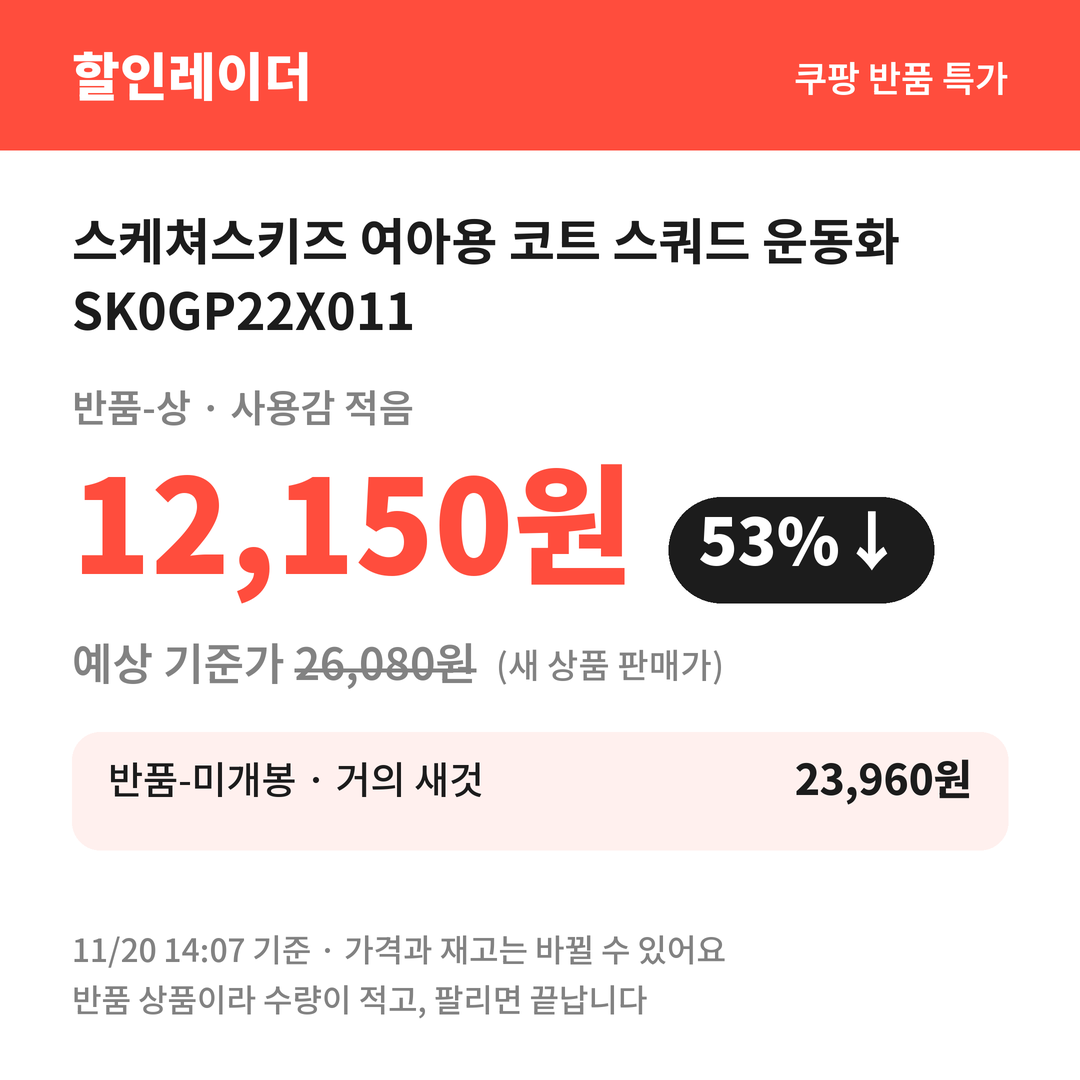 할인레이더
쿠팡 반품 특가
스케쳐스키즈 여아용 코트 스쿼드 운동화
SK0GP22X011
반품-상 · 사용감 적음
12,150원
53%↓
예상 기준가 26,080원 (새 상품 판매가)
반품-미개봉 · 거의 새것
23,960원
11/20 14:07 기준 · 가격과 재고는 바뀔 수 있어요
반품 상품이라 수량이 적고, 팔리면 끝납니다